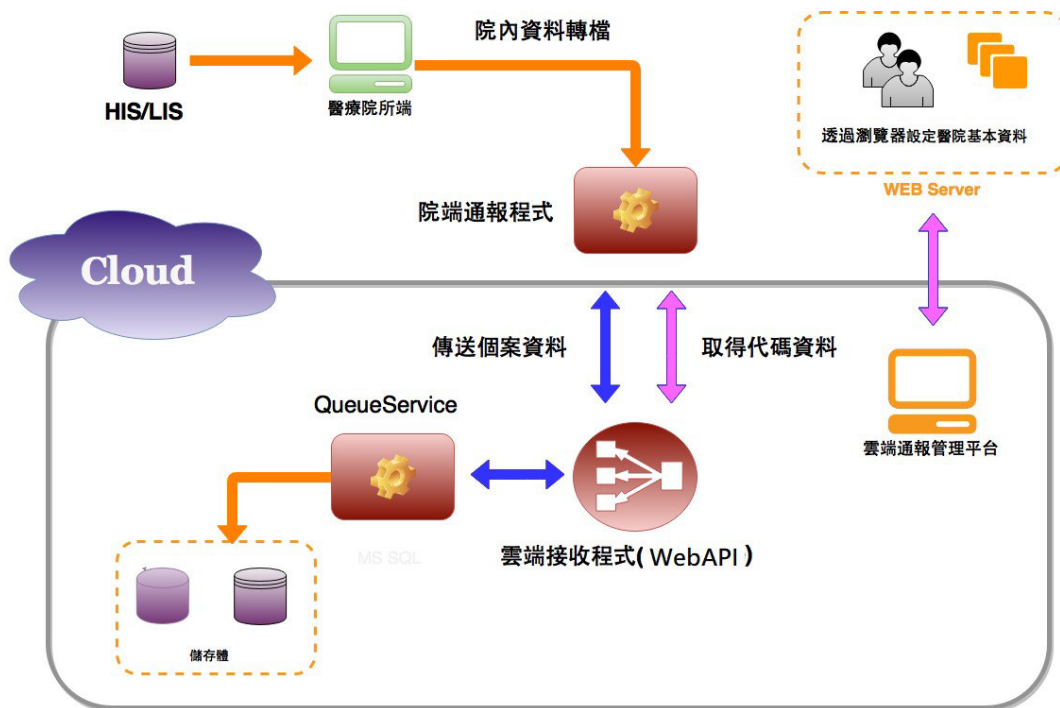 院內資料轉檔
HIS/LIS
醫療院所端
透過瀏覽器設定醫院基本資料
WEB Server
院端通報程式
Cloud
傳送個案資料
取得代碼資料
QueueService
雲端通報管理平台
MS SQL
雲端接收程式(WebAPI)
儲存體